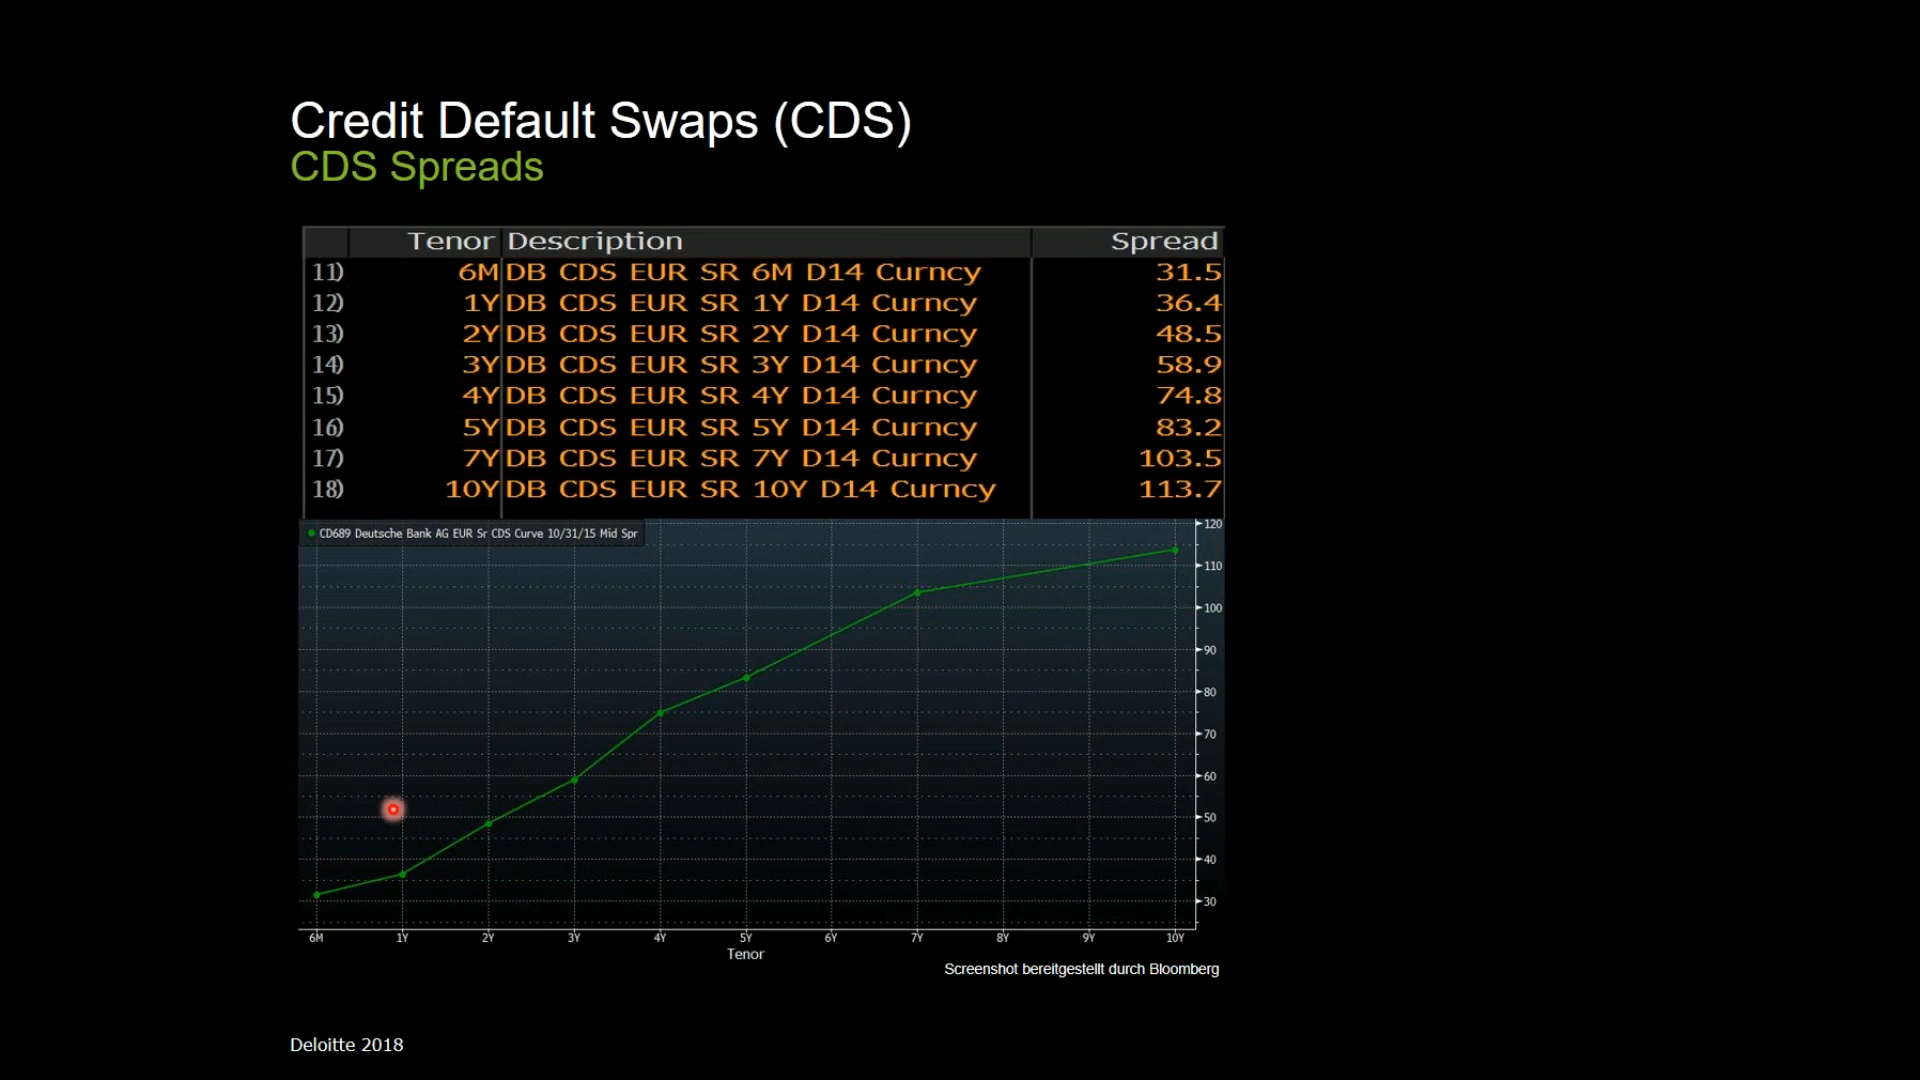 Credit Default Swaps (CDS)
CDS Spreads
Tenor Description Spread
11) 6M DB CDS EUR SR 6M D14 Curncy 31.5
12) 1Y DB CDS EUR SR 1Y D14 Curncy 36.4
13) 2Y DB CDS EUR SR 2Y D14 Curncy 48.5
14) 3Y DB CDS EUR SR 3Y D14 Curncy 58.9
15) 4Y DB CDS EUR SR 4Y D14 Curncy 74.8
16) 5Y DB CDS EUR SR 5Y D14 Curncy 83.2
17) 7Y DB CDS EUR SR 7Y D14 Curncy 103.5
18) 10Y DB CDS EUR SR 10Y D14 Curncy 113.7
CD689 Deutsche Bank AG EUR Sr CDS Curve 10/31/15 Mid Spr
120
110
100
90
80
70
60
50
40
30
6M 1Y 2Y 3Y 4Y 5Y 6Y 7Y 8Y 9Y 10Y
Tenor
Screenshot bereitgestellt durch Bloomberg
Deloitte 2018